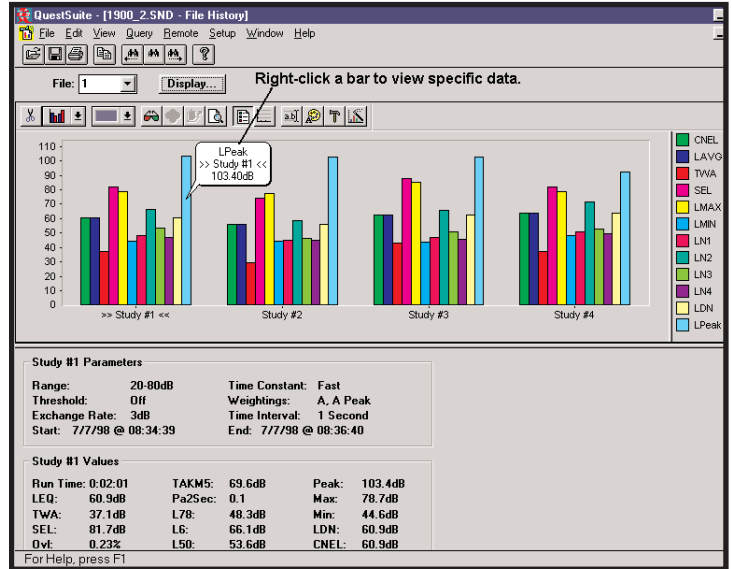 QuestSuite - [1900_2.SND - File History]
File Edit View Query Remote Setup Window Help
File: 1 Display...
Right-click a bar to view specific data.
LPeak
>> Study #1 <<
103.40dB
110
100
90
80
70
60
50
40
30
20
10
0
>> Study #1 << Study #2 Study #3 Study #4
CNEL
LAVG
TWA
SEL
LMAX
LMIN
LN1
LN2
LN3
LN4
LDN
LPeak
Study #1 Parameters
Range: 20-80dB Time Constant: Fast
Threshold: Off Weightings: A, A Peak
Exchange Rate: 3dB Time Interval: 1 Second
Start: 7/7/98 @ 08:34:39 End: 7/7/98 @ 08:36:40
Study #1 Values
Run Time: 0:02:01 TAKM5: 69.6dB Peak: 103.4dB
LEQ: 60.9dB Pa2Sec: 0.1 Max: 78.7dB
TWA: 37.1dB L78: 48.3dB Min: 44.6dB
SEL: 81.7dB L6: 66.1dB LDN: 60.9dB
Ovl: 0.23% L50: 53.6dB CNEL: 60.9dB
For Help, press F1